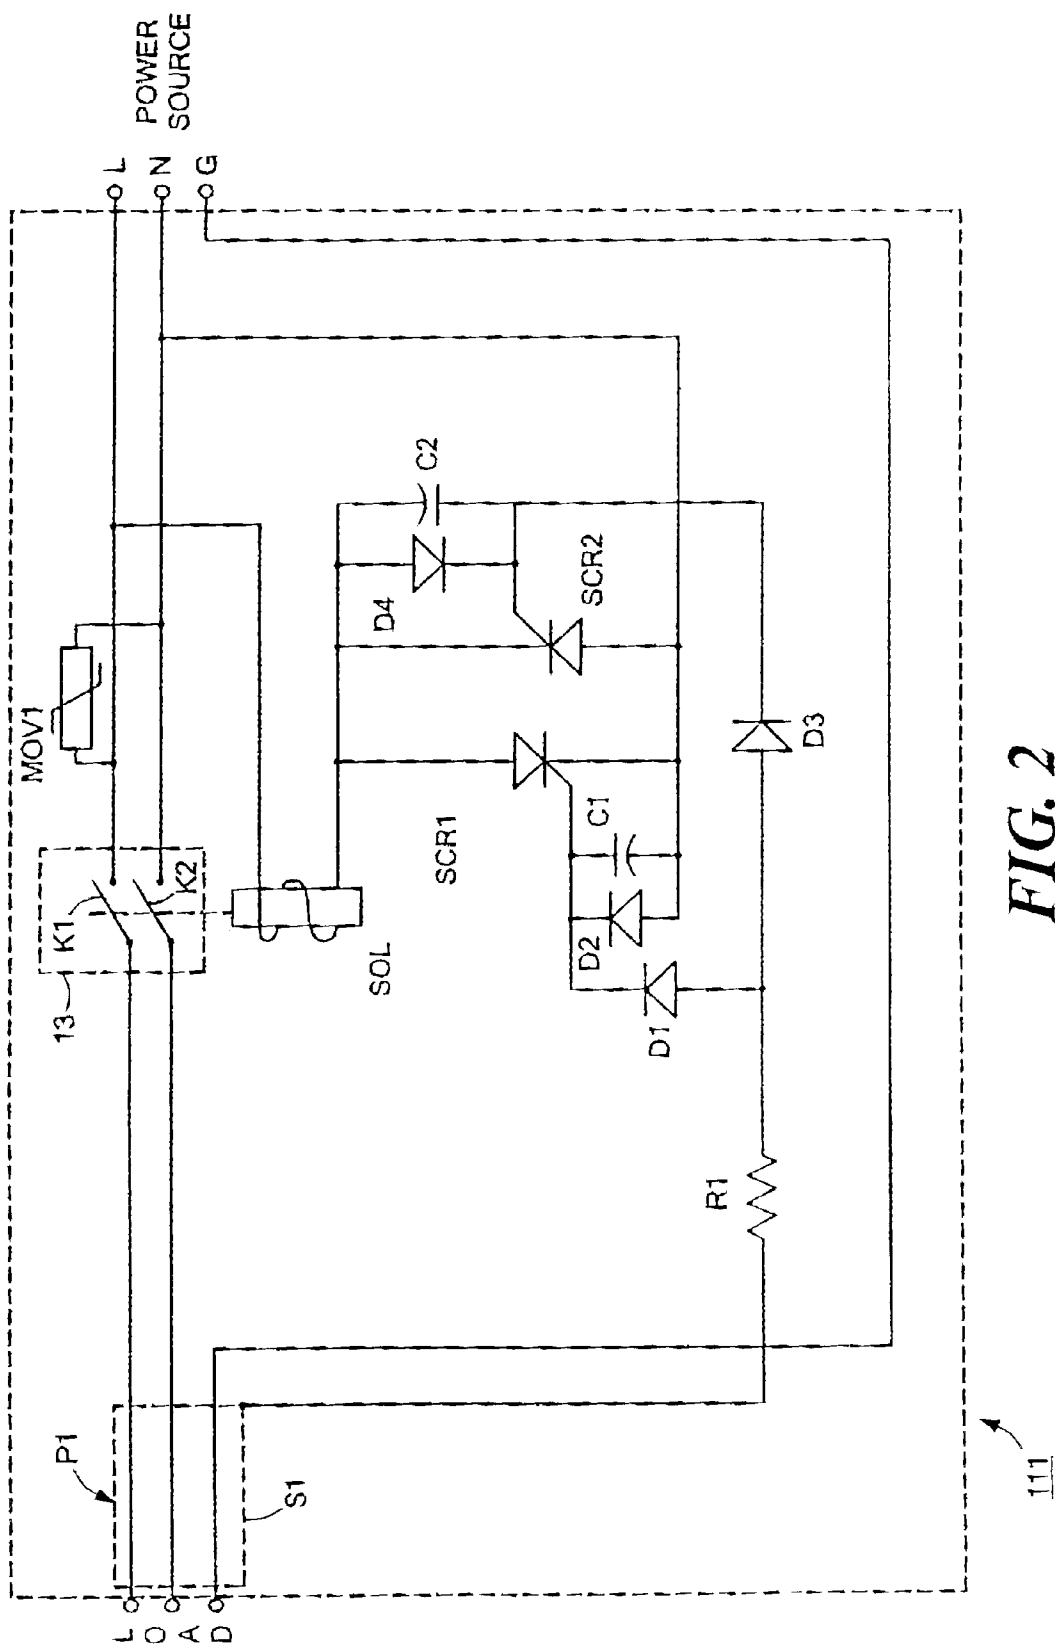 POWER
SOURCE
L
N
G
MOV1
K1
K2
13
SOL
C2
D4
SCR2
SCR1
C1
D2
D1
D3
R1
P1
S1
L
O
A
D
111
FIG. 2